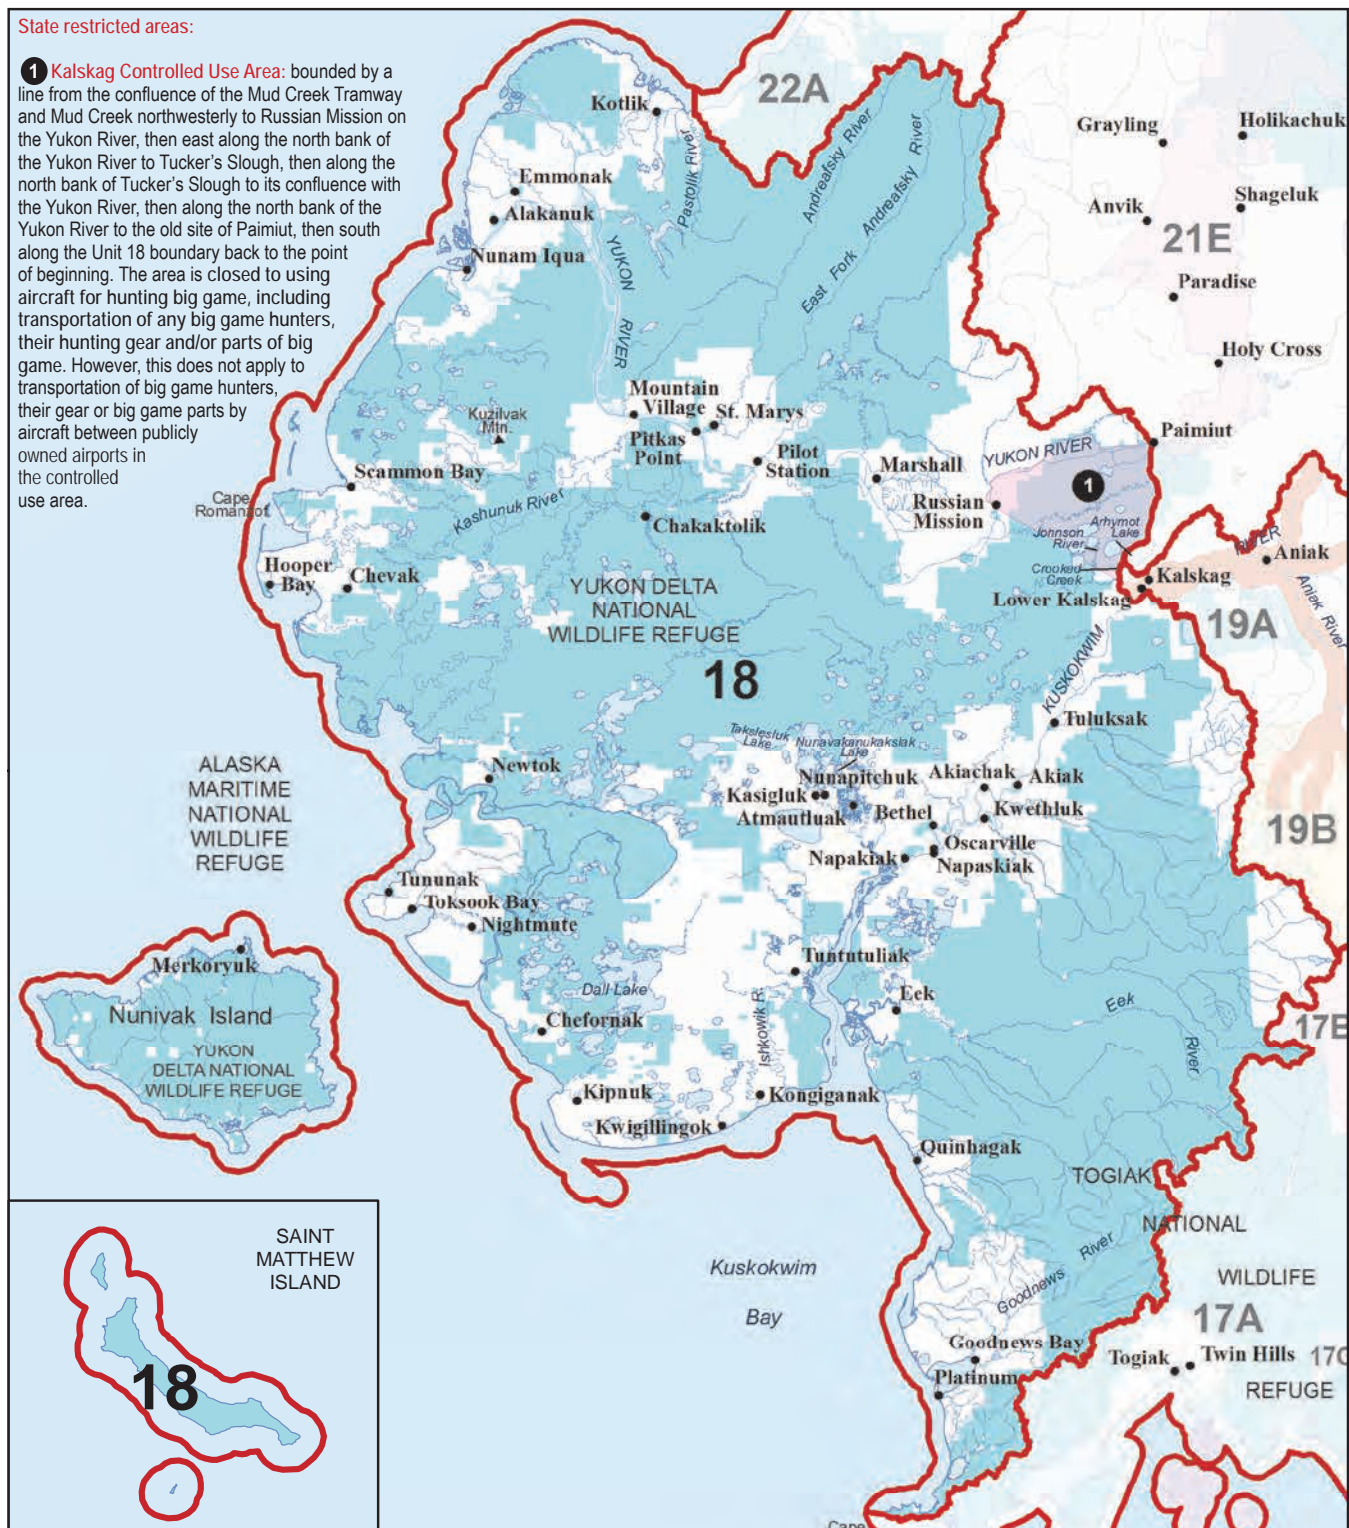 State restricted areas:
1 Kalskag Controlled Use Area: bounded by a
line from the confluence of the Mud Creek Tramway
and Mud Creek northwesterly to Russian Mission on
the Yukon River, then east along the north bank of
the Yukon River to Tucker's Slough, then along the
north bank of Tucker's Slough to its confluence with
the Yukon River, then along the north bank of the
Yukon River to the old site of Paimiut, then south
along the Unit 18 boundary back to the point
of beginning. The area is closed to using
aircraft for hunting big game, including
transportation of any big game hunters,
their hunting gear and/or parts of big
game. However, this does not apply to
transportation of big game hunters,
their gear or big game parts by
aircraft between publicly
owned airports in
the controlled
use area.
22A
Kotlik
Pastolik River
Andreafsky River
East Fork Andreafsky River
Grayling
Holikachuk
Emmonak
Alakanuk
Anvik
Shageluk
21E
Nunam Iqua
YUKON RIVER
Paradise
Holy Cross
Mountain
Village
St. Marys
Kuzilvak
Mtn.
Pitkas
Point
Pilot
Station
Marshall
YUKON RIVER
Paimiut
Scammon Bay
1
Cape
Romanzof
Kashunuk River
Russian
Mission
Chakaktolik
Johnson
River
Arhymot
Lake
RIVER
Aniak
Crooked
Creek
Kalskag
Hooper
Bay
Chevak
Lower Kalskag
Aniak River
YUKON DELTA
NATIONAL
WILDLIFE REFUGE
19A
18
KUSKOKWIM
Tuluksak
Takslesluk
Lake
Nunavakanukakslak
Lake
ALASKA
MARITIME
NATIONAL
WILDLIFE
REFUGE
Newtok
Nunapitchuk
Akiachak
Akiak
Kasigluk
Atmautluak
Bethel
Kwethluk
19B
Oscarville
Napakiak
Napaskiak
Tununak
Toksook Bay
Nightmute
Merkoryuk
Tuntutuliak
Dall Lake
Eek
Eek River
Nunivak Island
Chefornak
Ishkowik R.
17B
YUKON
DELTA NATIONAL
WILDLIFE REFUGE
Kipnuk
Kongiganak
Kwigillingok
Quinhagak
TOGIAK
NATIONAL
WILDLIFE
REFUGE
SAINT
MATTHEW
ISLAND
Kuskokwim
Bay
Goodnews River
17A
Goodnews Bay
Togiak
Twin Hills
17C
Platinum
18
Cape